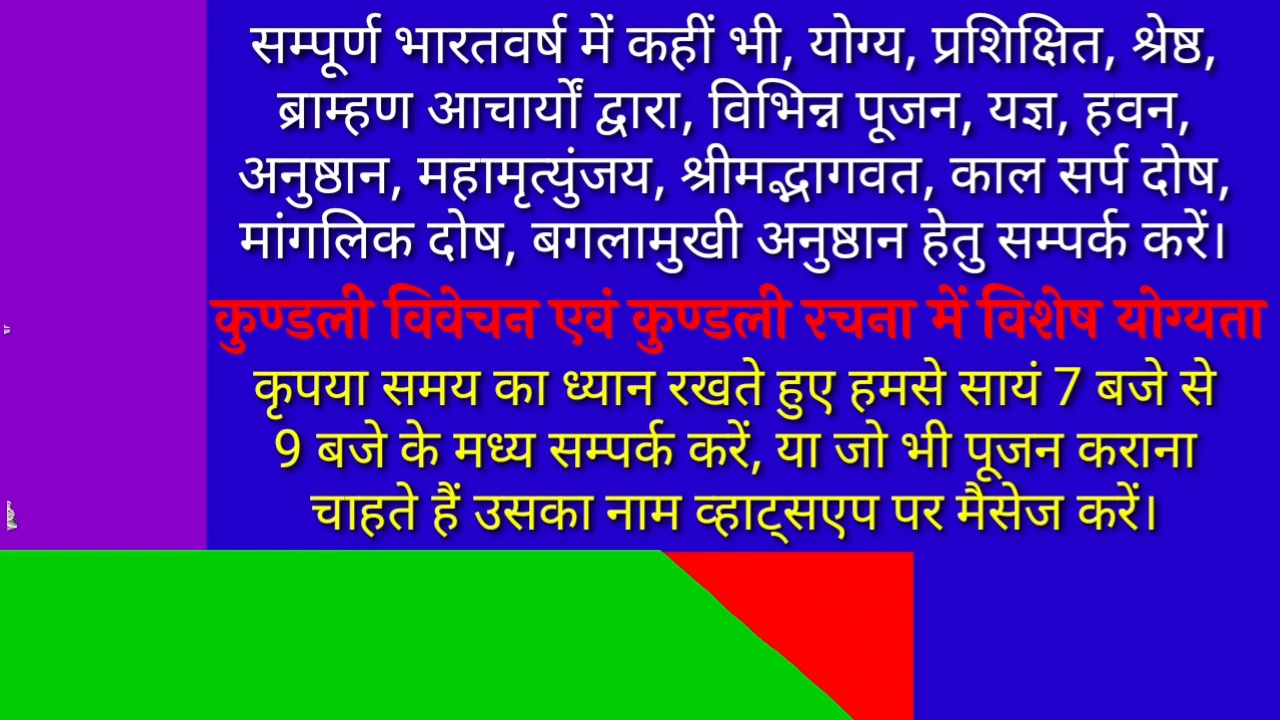 सम्पूर्ण भारतवर्ष में कहीं भी, योग्य, प्रशिक्षित, श्रेष्ठ,
ब्राम्हण आचार्यों द्वारा, विभिन्न पूजन, यज्ञ, हवन,
अनुष्ठान, महामृत्युंजय, श्रीमद्भागवत, काल सर्प दोष,
मांगलिक दोष, बगलामुखी अनुष्ठान हेतु सम्पर्क करें।
कुण्डली विवेचन एवं कुण्डली रचना में विशेष योग्यता
कृपया समय का ध्यान रखते हुए हमसे सायं 7 बजे से
9 बजे के मध्य सम्पर्क करें, या जो भी पूजन कराना
चाहते हैं उसका नाम व्हाट्सएप पर मैसेज करें।